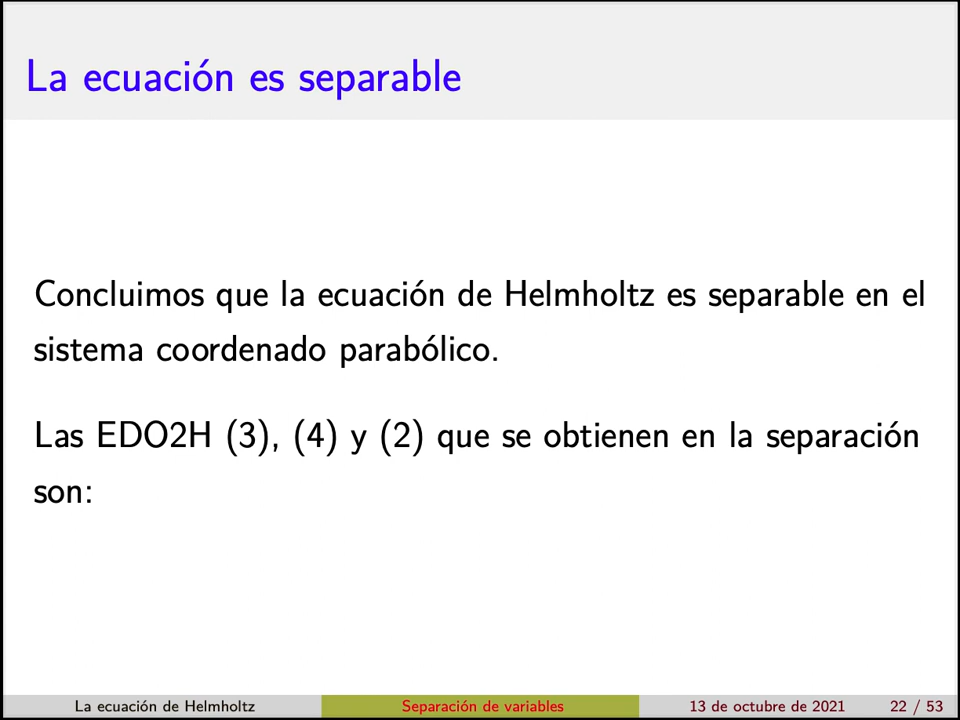 La ecuación es separable
Concluimos que la ecuación de Helmholtz es separable en el
sistema coordenado parabólico.
Las EDO2H (3), (4) y (2) que se obtienen en la separación
son:
La ecuación de Helmholtz Separación de variables 13 de octubre de 2021 22 / 53